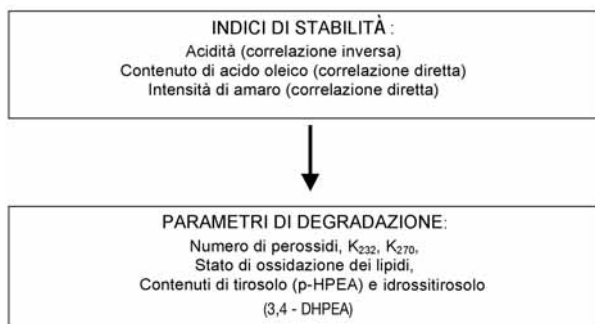 INDICI DI STABILITÀ :
Acidità (correlazione inversa)
Contenuto di acido oleico (correlazione diretta)
Intensità di amaro (correlazione diretta)
PARAMETRI DI DEGRADAZIONE:
Numero di perossidi, K₂₃₂, K₂₇₀,
Stato di ossidazione dei lipidi,
Contenuti di tirosolo (p-HPEA) e idrossitirosolo
(3,4 - DHPEA)